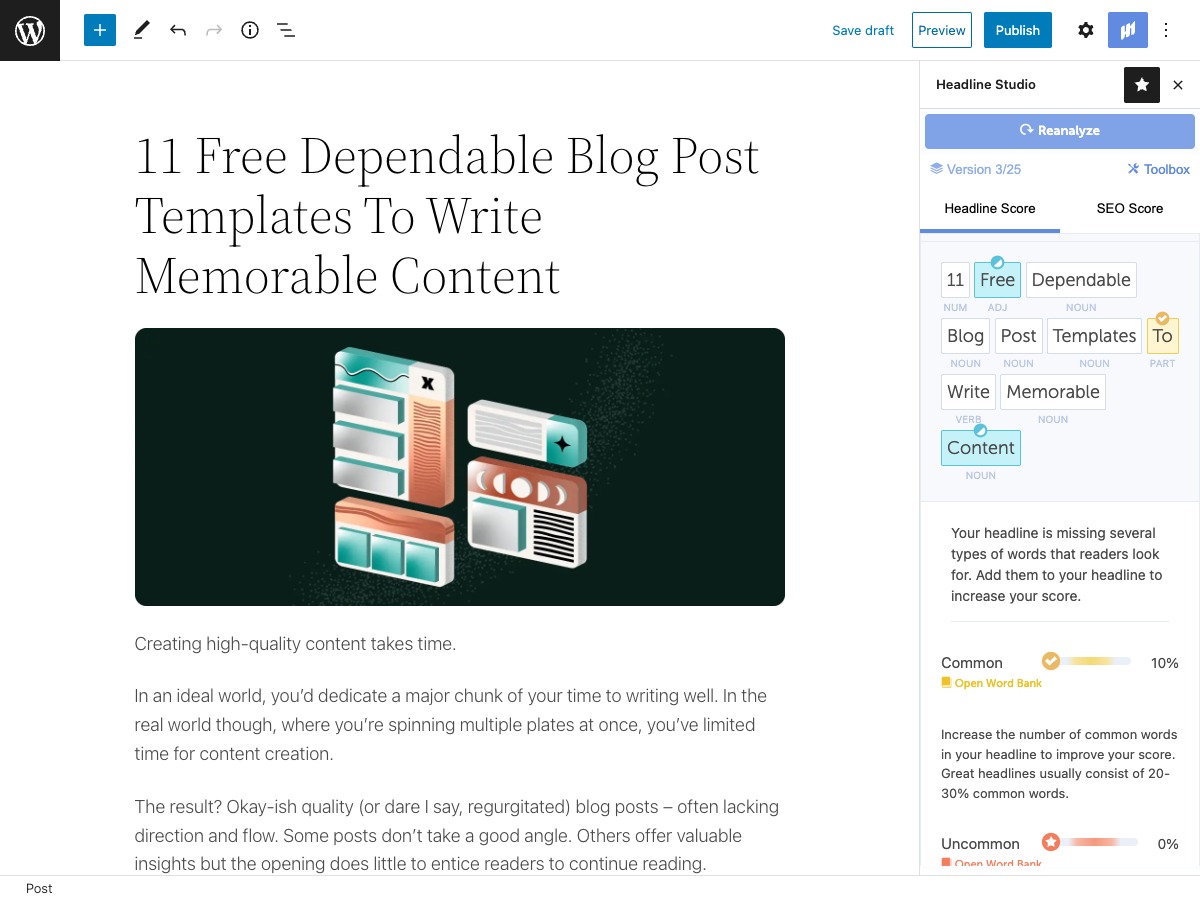 Save draft
Preview
Publish
Headline Studio
Reanalyze
Version 3/25
Toolbox
Headline Score
SEO Score
11 Free Dependable Blog Post
Templates To Write
Memorable Content
11 Free Dependable
NUM ADJ NOUN
Blog Post Templates To
NOUN NOUN NOUN PART
Write Memorable
VERB NOUN
Content
NOUN
Your headline is missing several
types of words that readers look
for. Add them to your headline to
increase your score.
Common 10%
Open Word Bank
Increase the number of common words
in your headline to improve your score.
Great headlines usually consist of 20-
30% common words.
Uncommon 0%
Open Word Bank
X
Creating high-quality content takes time.
In an ideal world, you’d dedicate a major chunk of your time to writing well. In the
real world though, where you’re spinning multiple plates at once, you’ve limited
time for content creation.
The result? Okay-ish quality (or dare I say, regurgitated) blog posts – often lacking
direction and flow. Some posts don’t take a good angle. Others offer valuable
insights but the opening does little to entice readers to continue reading.
Post